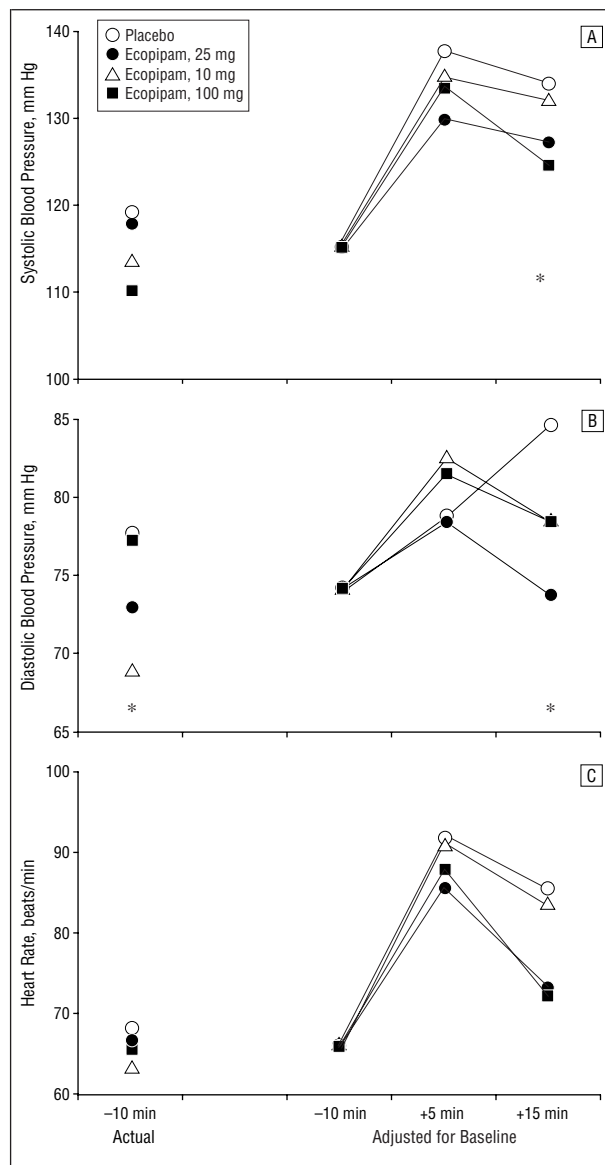 Placebo
Ecopipam, 25 mg
Ecopipam, 10 mg
Ecopipam, 100 mg
A
Systolic Blood Pressure, mm Hg
140
130
120
110
100
*
B
Diastolic Blood Pressure, mm Hg
85
80
75
70
65
*
*
C
Heart Rate, beats/min
100
90
80
70
60
–10 min
–10 min
+5 min
+15 min
Actual
Adjusted for Baseline